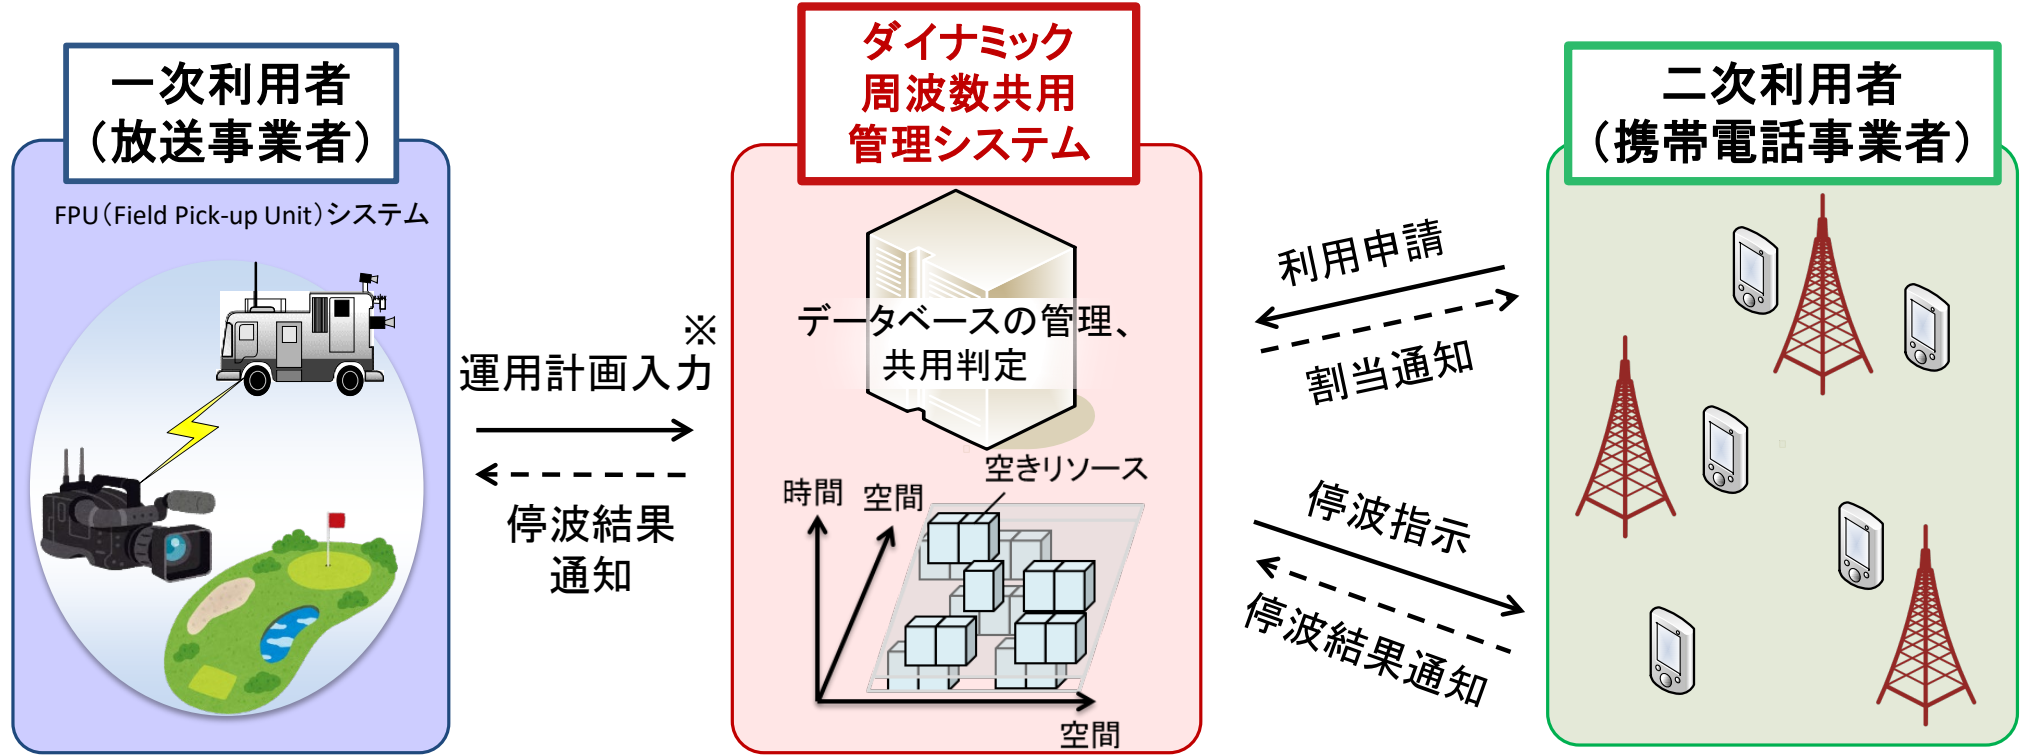 一次利用者
（放送事業者）
FPU（Field Pick-up Unit）システム
※
運用計画入力
停波結果
通知
ダイナミック
周波数共用
管理システム
データベースの管理、
共用判定
空きリソース
時間
空間
空間
利用申請
割当通知
停波指示
停波結果通知
二次利用者
（携帯電話事業者）